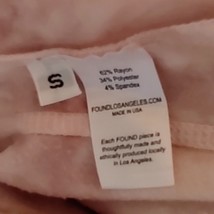 S
62% Rayon
34% Polyester
4% Spandex
FOUNDLOSANGELES.COM
MADE IN USA
Each FOUND piece is
thoughtfully made and
ethically produced locally
in Los Angeles.